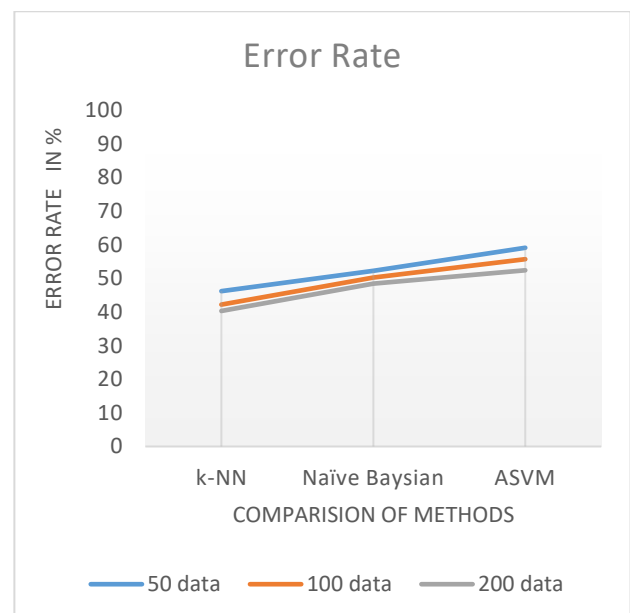 Error Rate
ERROR RATE IN %
100
90
80
70
60
50
40
30
20
10
0
k-NN Naïve Baysian ASVM
COMPARISION OF METHODS
50 data 100 data 200 data